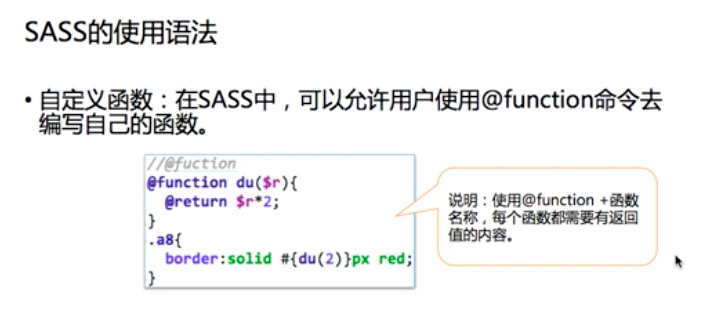 SASS的使用语法
• 自定义函数：在SASS中，可以允许用户使用@function命令去
编写自己的函数。
//@fuction
@function du($r){
@return $r*2;
}
.a8{
border:solid #{du(2)}px red;
}
说明：使用@function +函数
名称，每个函数都需要有返回
值的内容。